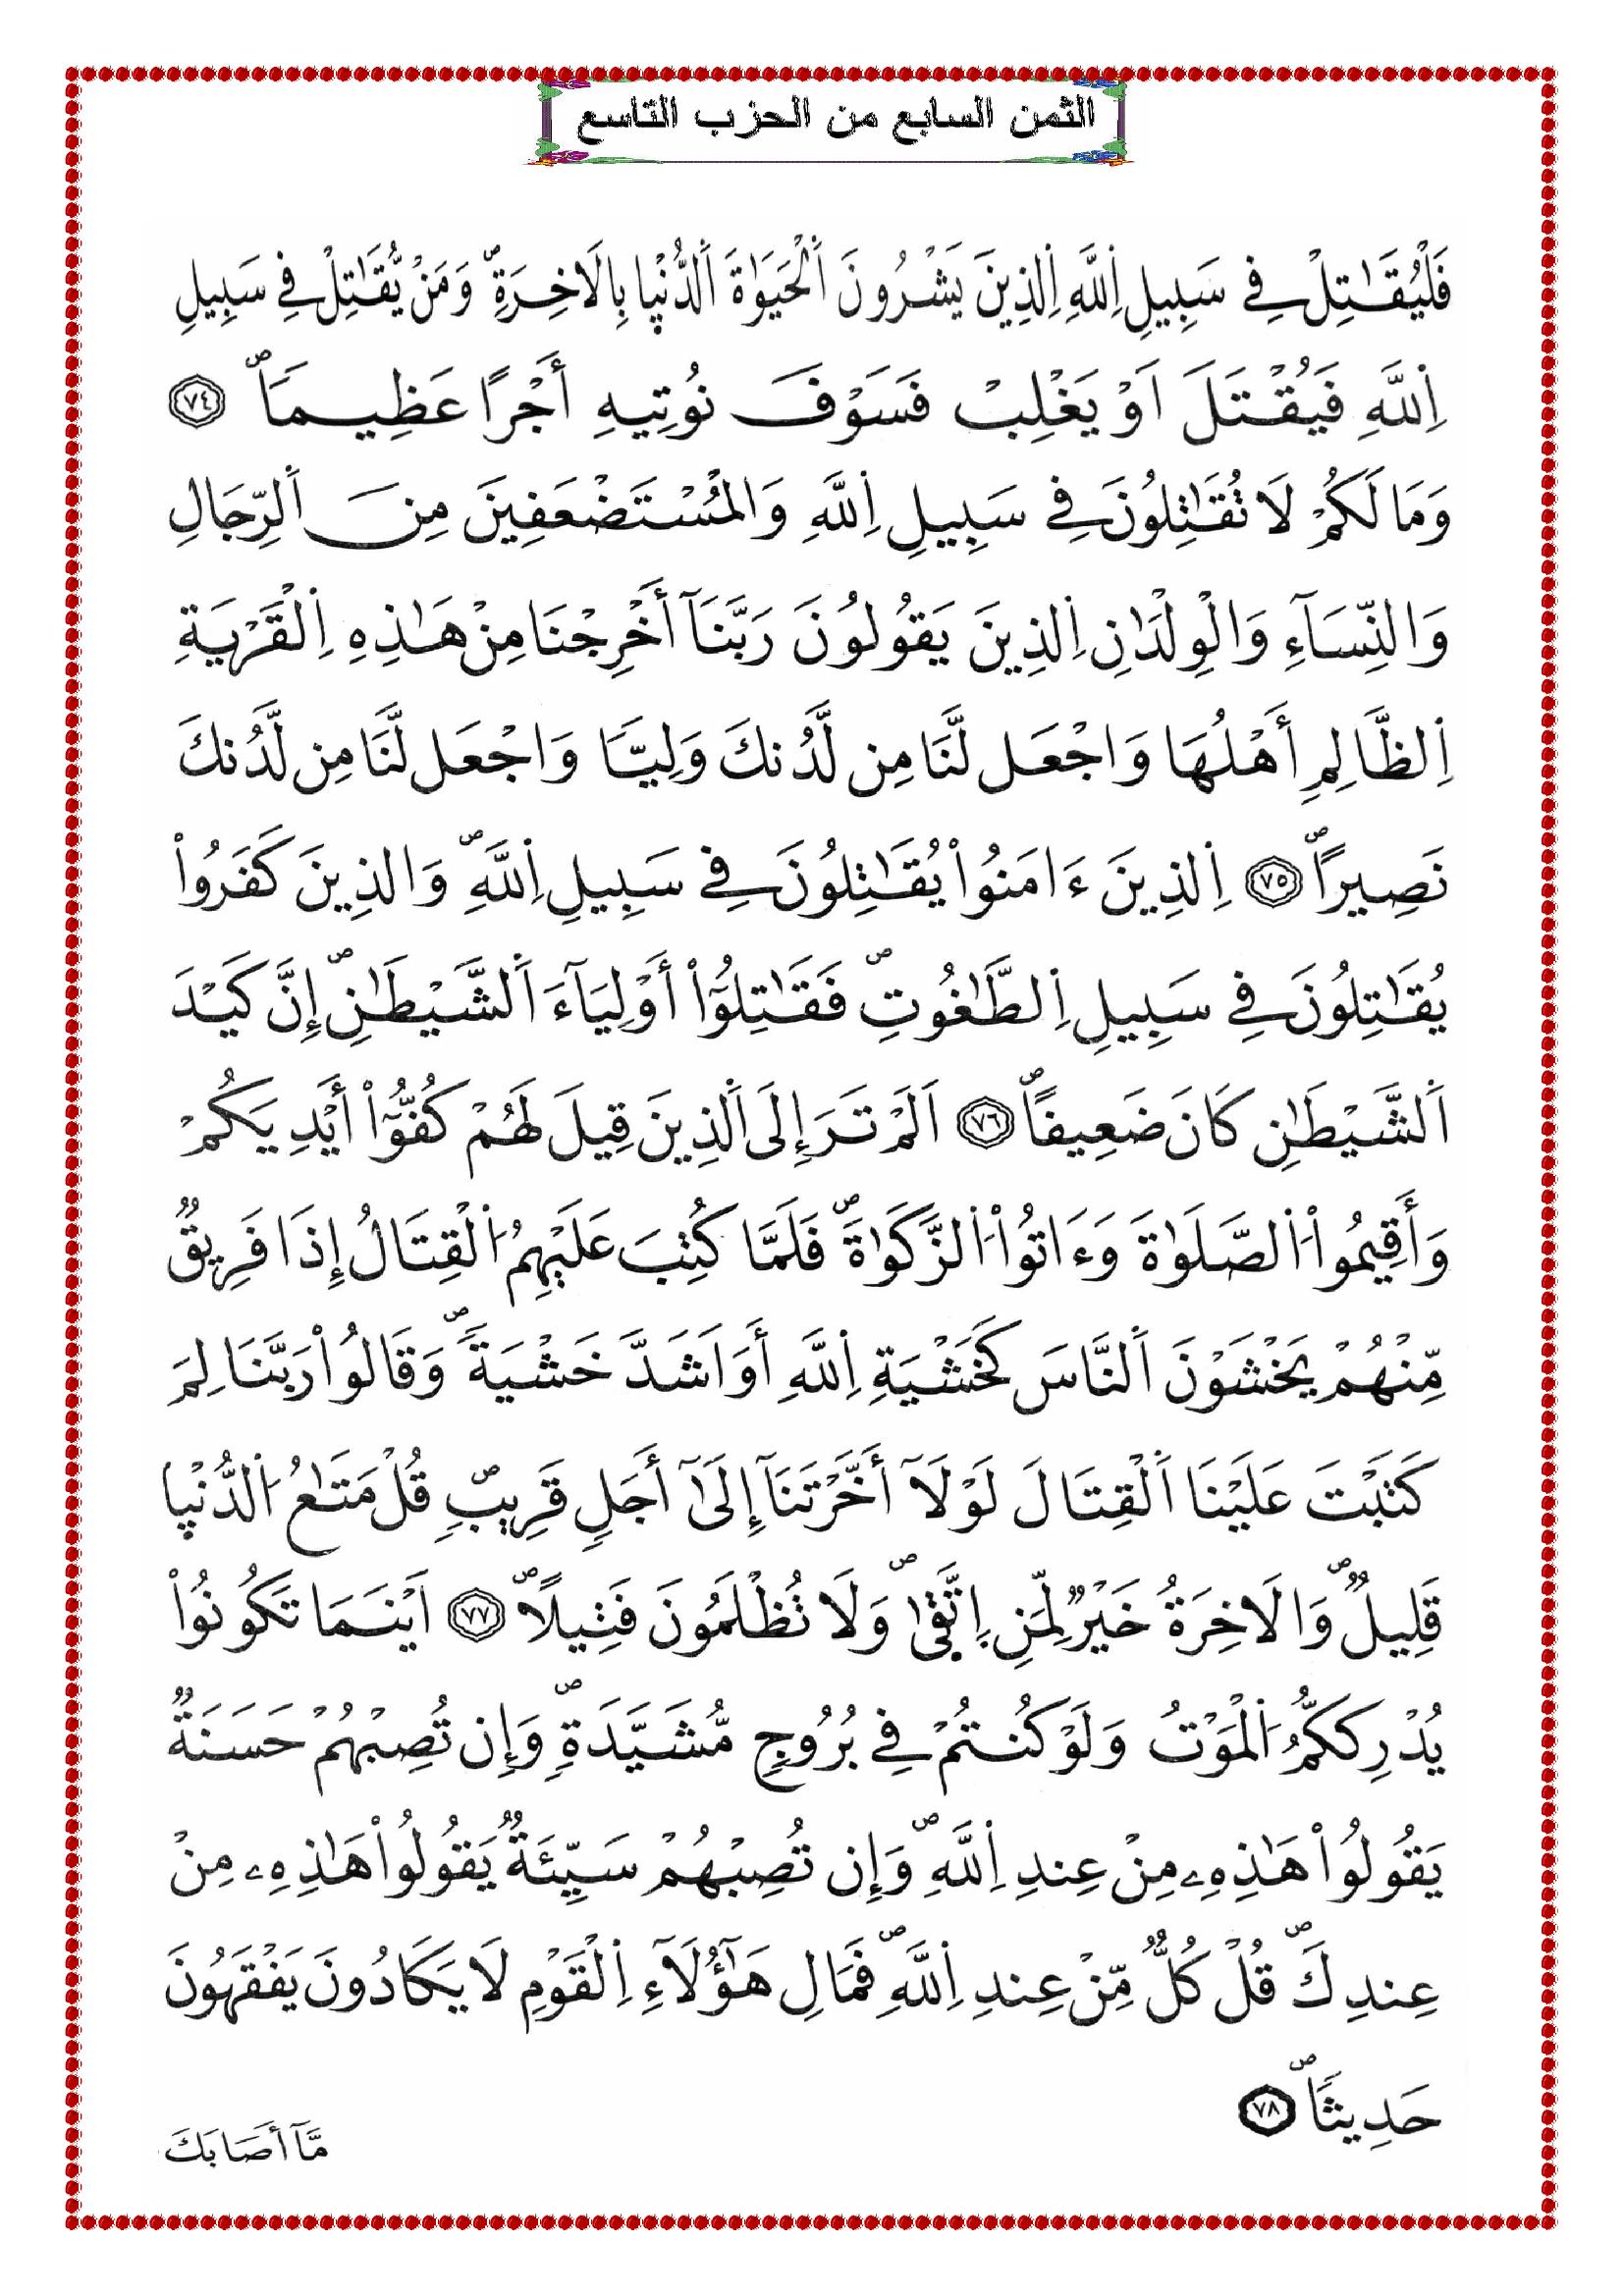 الثمن السابع من الحزب التاسع
فَلْيُقَٰتِلْ فِے سَبِيلِ اِ۬للَّهِ اِ۬لذِينَ يَشْرُونَ اَ۬لْحَيَوٰةَ اَ۬لدُّنْي۪ا بِالَاخِرَةِۖ وَمَنْ يُّقَٰتِلْ فِے سَبِيلِ
اِ۬للَّهِ فَيُقْتَلَ اَوْ يَغْلِبْ فَسَوْفَ نُوتِيهِ أَجْرًا عَظِيماٗۖ ٧٤
وَمَا لَكُمْ لَا تُقَٰتِلُونَ فِے سَبِيلِ اِ۬للَّهِ وَالْمُسْتَضْعَفِينَ مِنَ اَ۬لرِّجَالِ
وَالنِّسَآءِ وَالْوِلْدَٰنِ اِ۬لذِينَ يَقُولُونَ رَبَّنَآ أَخْرِجْنَا مِنْ هَٰذِهِ اِ۬لْقَرْيَةِ
اِ۬لظَّالِمِ أَهْلُهَا وَاجْعَل لَّنَا مِن لَّدُنكَ وَلِيّاٗ وَاجْعَل لَّنَا مِن لَّدُنكَ
نَصِيراًۖ ٧٥ اِ۬لذِينَ ءَامَنُواْ يُقَٰتِلُونَ فِے سَبِيلِ اِ۬للَّهِۖ وَالذِينَ كَفَرُواْ
يُقَٰتِلُونَ فِے سَبِيلِ اِ۬لطَّٰغُوتِۖ فَقَٰتِلُوٓاْ أَوْلِيَآءَ اَ۬لشَّيْطَٰنِۖ إِنَّ كَيْدَ
اَ۬لشَّيْطَٰنِ كَانَ ضَعِيفاًۖ ٧٦ اَلَمْ تَرَ إِلَى اَ۬لذِينَ قِيلَ لَهُمْ كُفُّوٓاْ أَيْدِيَكُمْ
وَأَقِيمُواْ اُ۬لصَّلَوٰةَ وَءَاتُواْ اُ۬لزَّكَوٰةَۖ فَلَمَّا كُتِبَ عَلَيْهِمُ اُ۬لْقِتَالُ إِذَا فَرِيقٌ
مِّنْهُمْ يَخْشَوْنَ اَ۬لنَّاسَ كَخَشْيَةِ اِ۬للَّهِ أَوَ اَشَدَّ خَشْيَةٗۖ وَقَالُواْ رَبَّنَا لِمَ
كَتَبْتَ عَلَيْنَا اَ۬لْقِتَالَ لَوْلَآ أَخَّرْتَنَآ إِلَىٰٓ أَجَلٍ قَرِيبٖۖ قُلْ مَتَٰعُ اُ۬لدُّنْي۪ا
قَلِيلٌۖ وَالَاخِرَةُ خَيْرٞ لِّمَنِ اِ۪تَّق۪ىٰۖ وَلَا تُظْلَمُونَ فَتِيلاًۖ ٧٧ اَيْنَمَا تَكُونُواْ
يُدْرِككُّمُ اُ۬لْمَوْتُ وَلَوْ كُنتُمْ فِے بُرُوجٖ مُّشَيَّدَةٖۖ وَإِن تُصِبْهُمْ حَسَنَةٞ
يَقُولُواْ هَٰذِهِۦ مِنْ عِندِ اِ۬للَّهِۖ وَإِن تُصِبْهُمْ سَيِّئَةٞ يَقُولُواْ هَٰذِهِۦ مِنْ
عِندِكَۖ قُلْ كُلّٞ مِّنْ عِندِ اِ۬للَّهِۖ فَمَالِ هَٰٓؤُلَآءِ اِ۬لْقَوْمِ لَا يَكَادُونَ يَفْقَهُونَ
حَدِيثاٗۖ ٧٨
مَّآ أَصَابَكَ